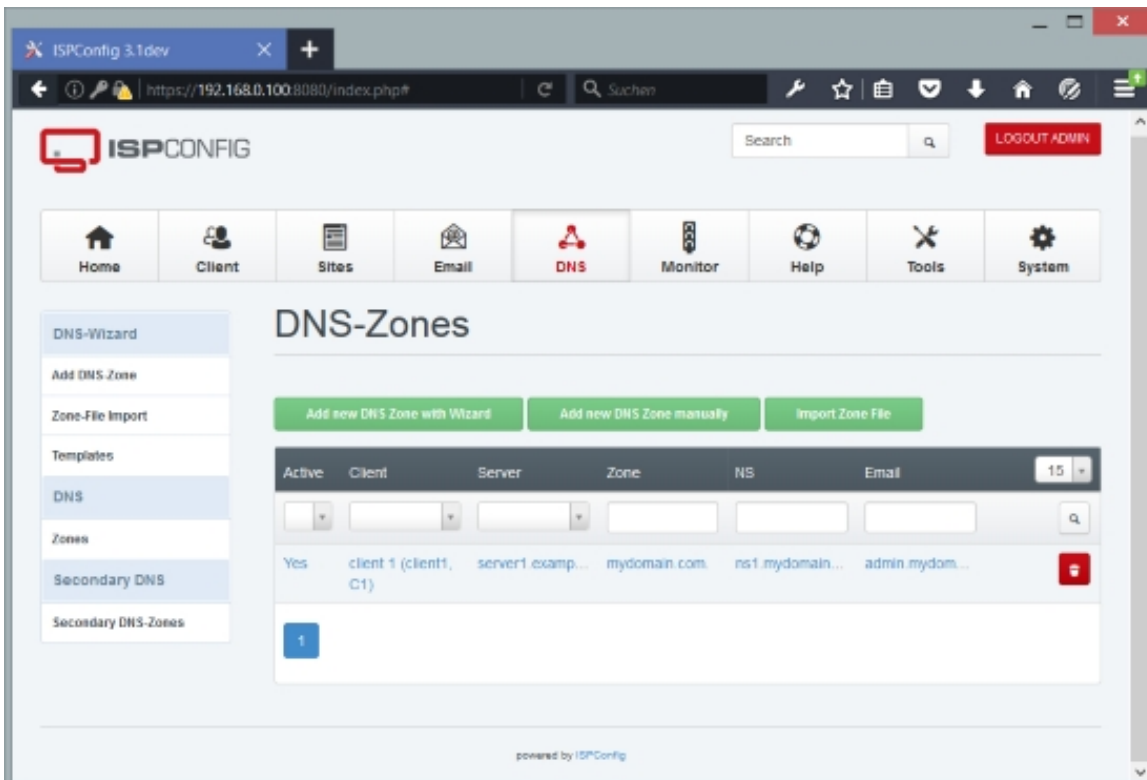 ISPConfig 3.1dev
https://192.168.0.100:8080/index.php#
Suchen
ISPCONFIG
Search
LOGOUT ADMIN
Home Client Sites Email DNS Monitor Help Tools System
DNS-Wizard
Add DNS-Zone
Zone-File Import
Templates
DNS
Zones
Secondary DNS
Secondary DNS-Zones
DNS-Zones
Add new DNS Zone with Wizard Add new DNS Zone manually Import Zone File
Active Client Server Zone NS Email 15
Yes client 1 (client1, server1.examp... mydomain.com. ns1.mydomain... admin.mydom...
C1)
1
powered by ISPConfig